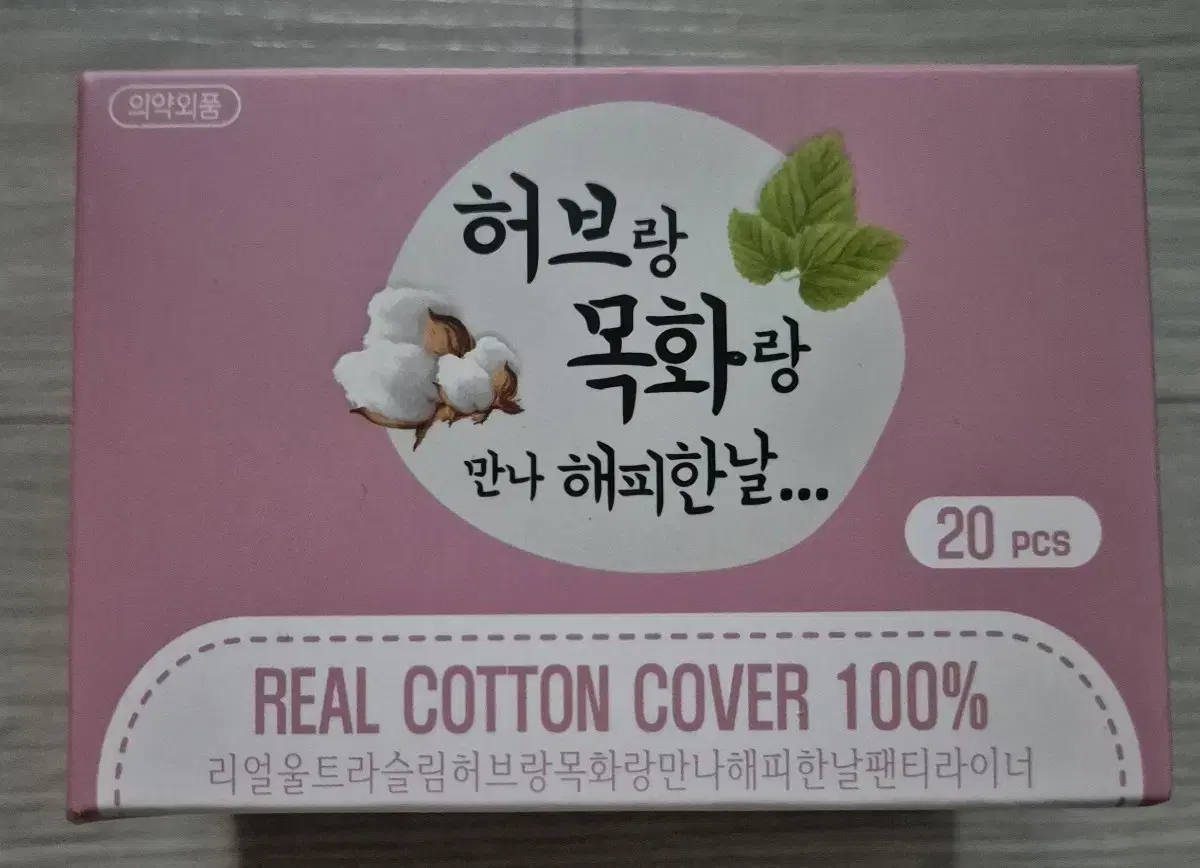 의약외품
허브랑
목화랑
만나 해피한날...
20 PCS
REAL COTTON COVER 100%
리얼울트라슬림허브랑목화랑만나해피한날팬티라이너